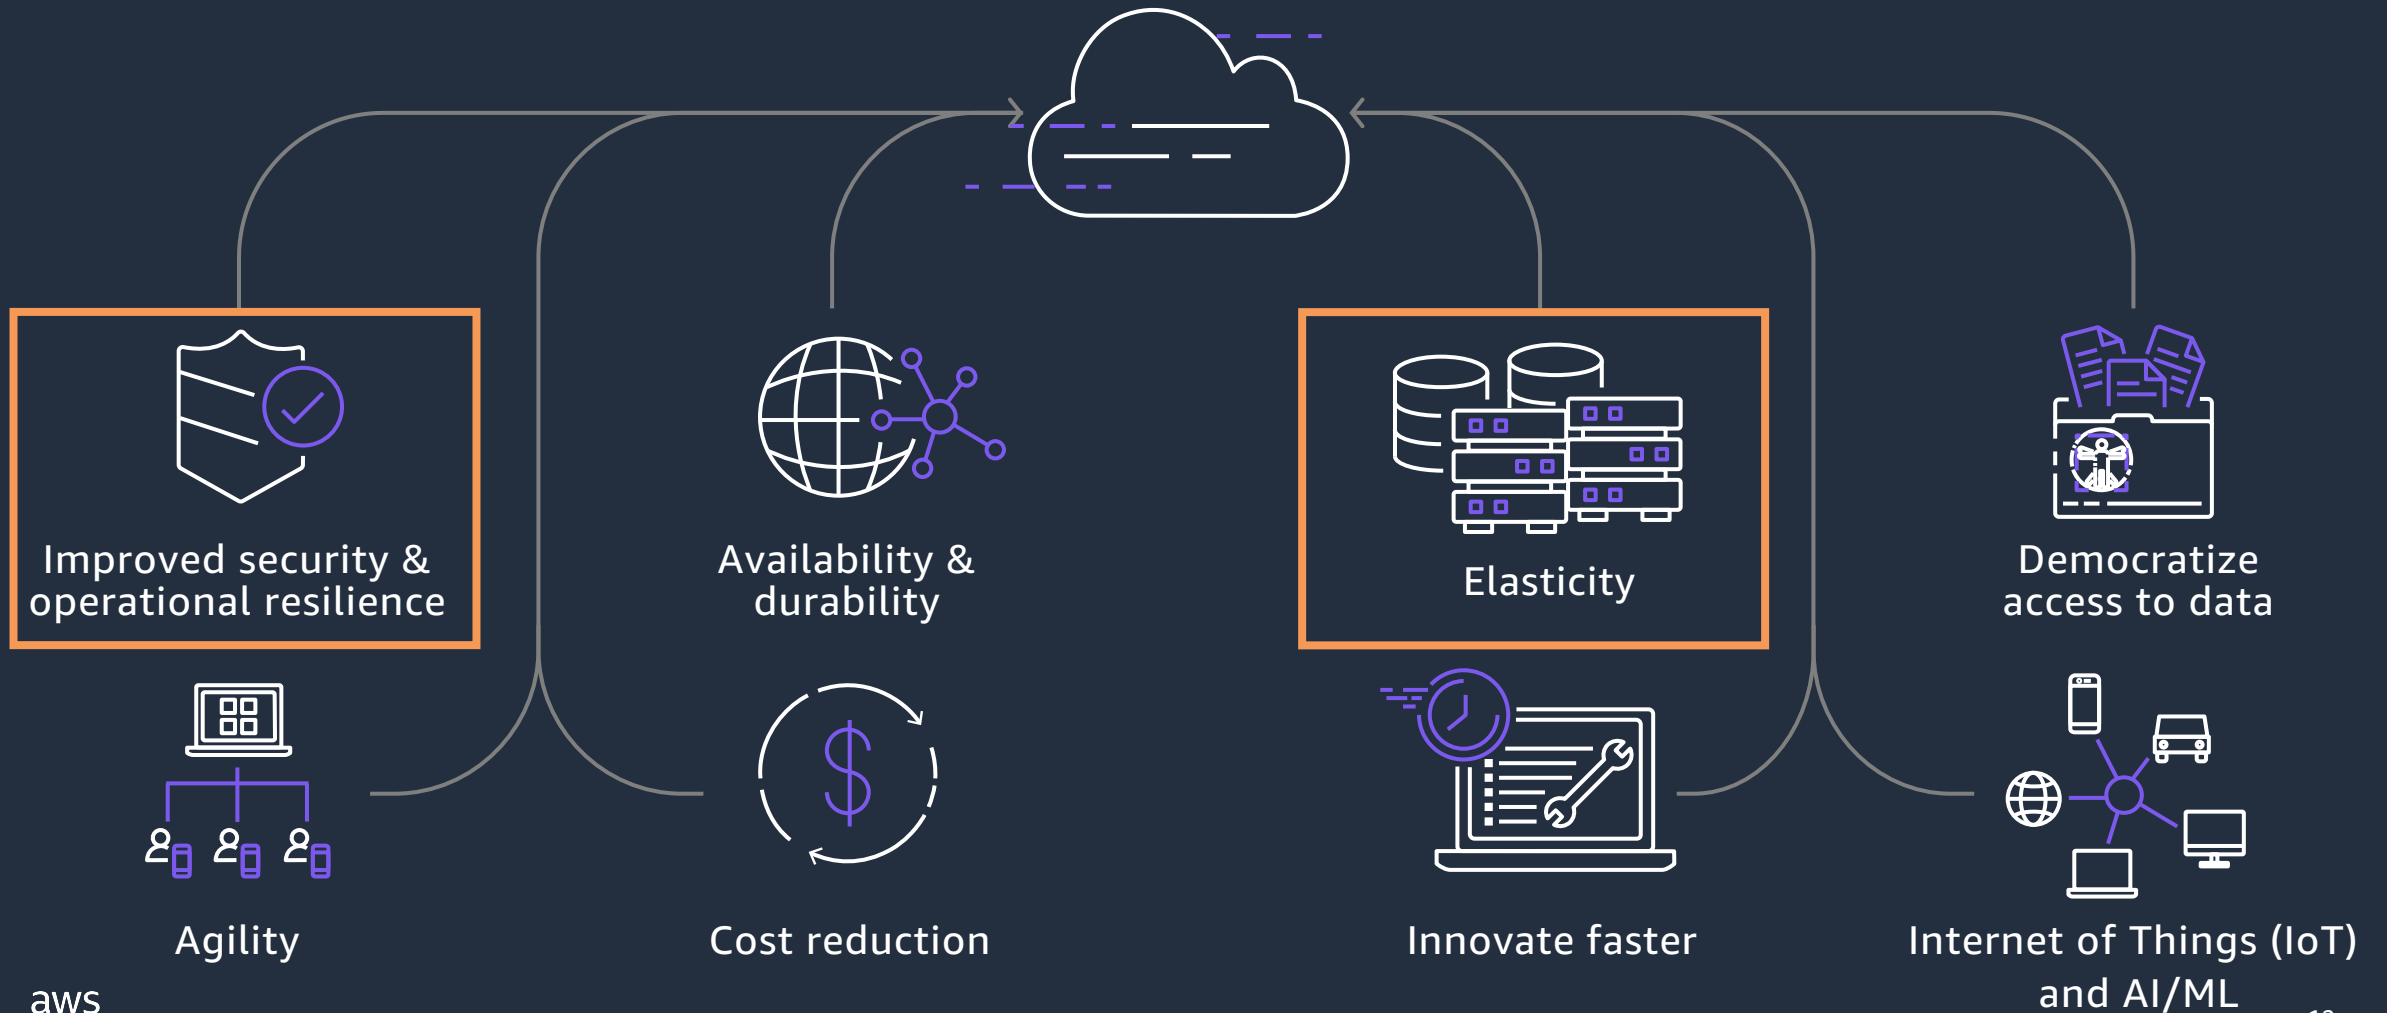 Improved security &
operational resilience
Availability &
durability
Elasticity
Democratize
access to data
Agility
Cost reduction
Innovate faster
Internet of Things (IoT)
and AI/ML
aws